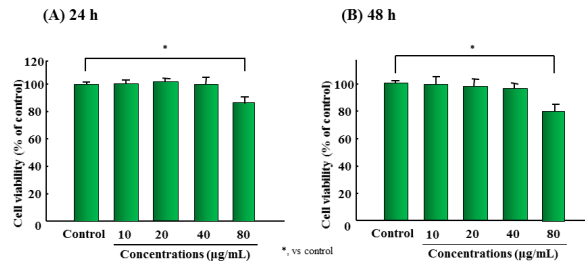 (A) 24 h
(B) 48 h
*
*
Cell viability (% of control)
120
100
80
60
40
20
0
Control 10 20 40 80
Concentrations (µg/mL)
*, vs control
Cell viability (% of control)
100
80
60
40
20
0
Control 10 20 40 80
Concentrations (µg/mL)